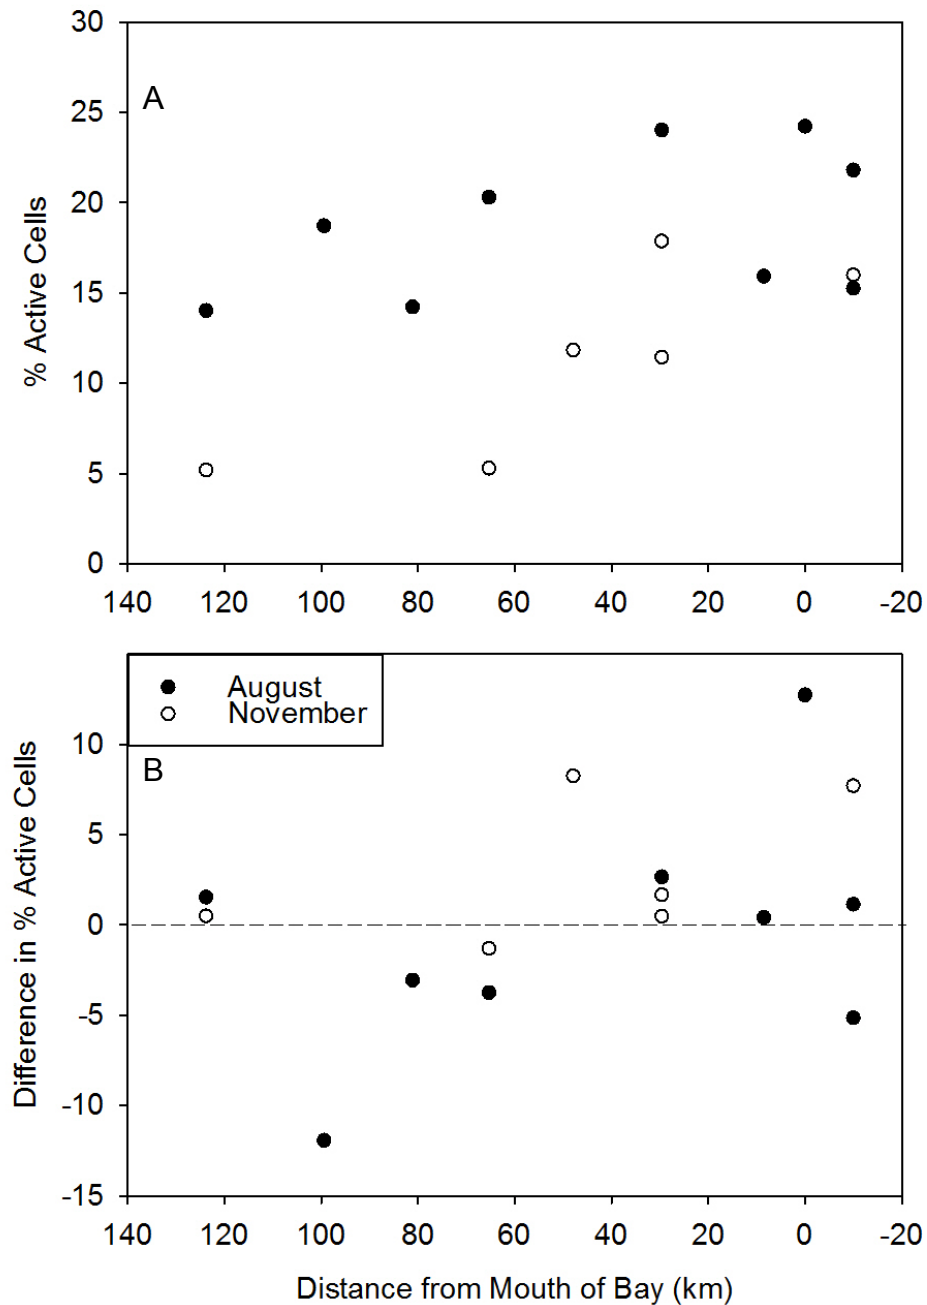 30
25
20
15
10
5
0
A
% Active Cells
140 120 100 80 60 40 20 0 -20
August
November
B
10
5
0
-5
-10
-15
Difference in % Active Cells
140 120 100 80 60 40 20 0 -20
Distance from Mouth of Bay (km)